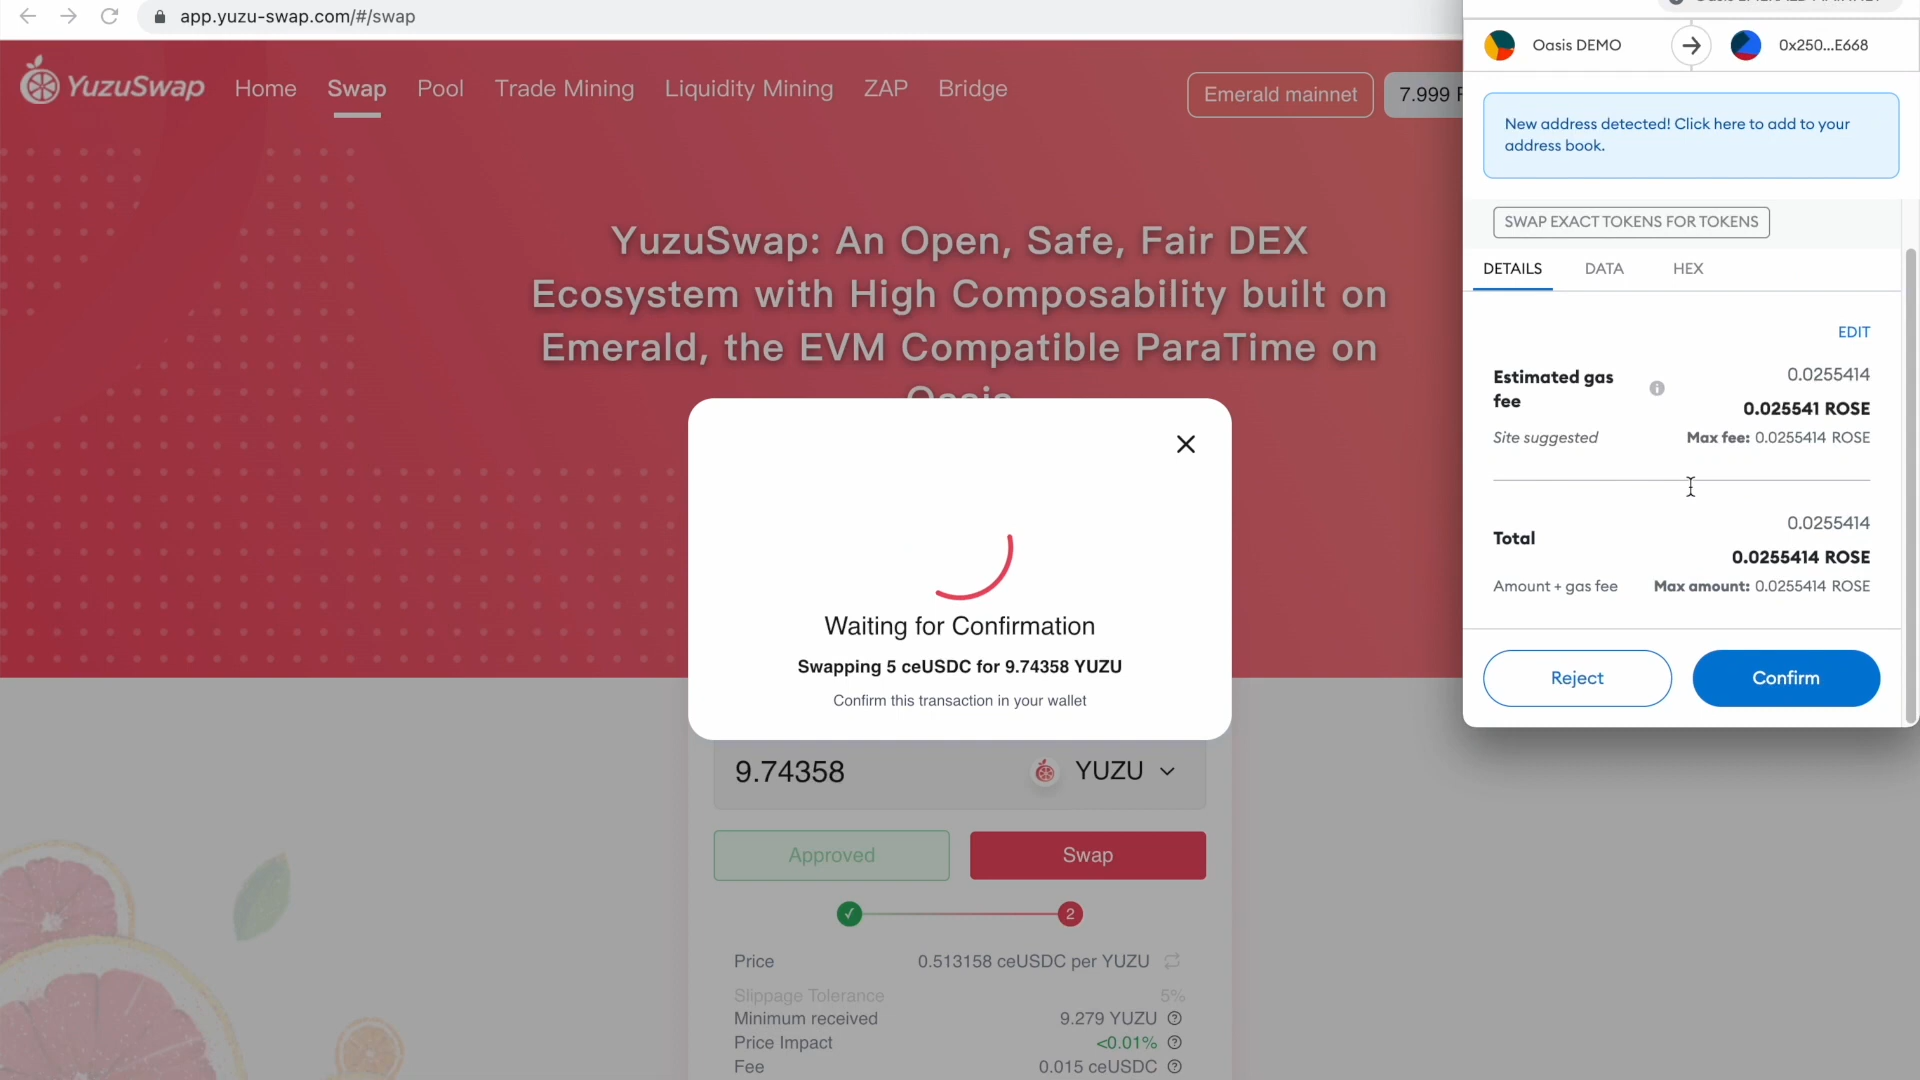 app.yuzu-swap.com/#/swap
YuzuSwap
Home
Swap
Pool
Trade Mining
Liquidity Mining
ZAP
Bridge
Emerald mainnet
7.999
YuzuSwap: An Open, Safe, Fair DEX
Ecosystem with High Composability built on
Emerald, the EVM Compatible ParaTime on
Oasis
Waiting for Confirmation
Swapping 5 ceUSDC for 9.74358 YUZU
Confirm this transaction in your wallet
9.74358
YUZU
Approved
Swap
2
Price
0.513158 ceUSDC per YUZU
Slippage Tolerance
5%
Minimum received
9.279 YUZU
Price Impact
<0.01%
Fee
0.015 ceUSDC
Oasis DEMO
0x250...E668
New address detected! Click here to add to your
address book.
SWAP EXACT TOKENS FOR TOKENS
DETAILS
DATA
HEX
EDIT
Estimated gas
fee
0.0255414
0.025541 ROSE
Site suggested
Max fee: 0.0255414 ROSE
0.0255414
Total
0.0255414 ROSE
Amount + gas fee
Max amount: 0.0255414 ROSE
Reject
Confirm